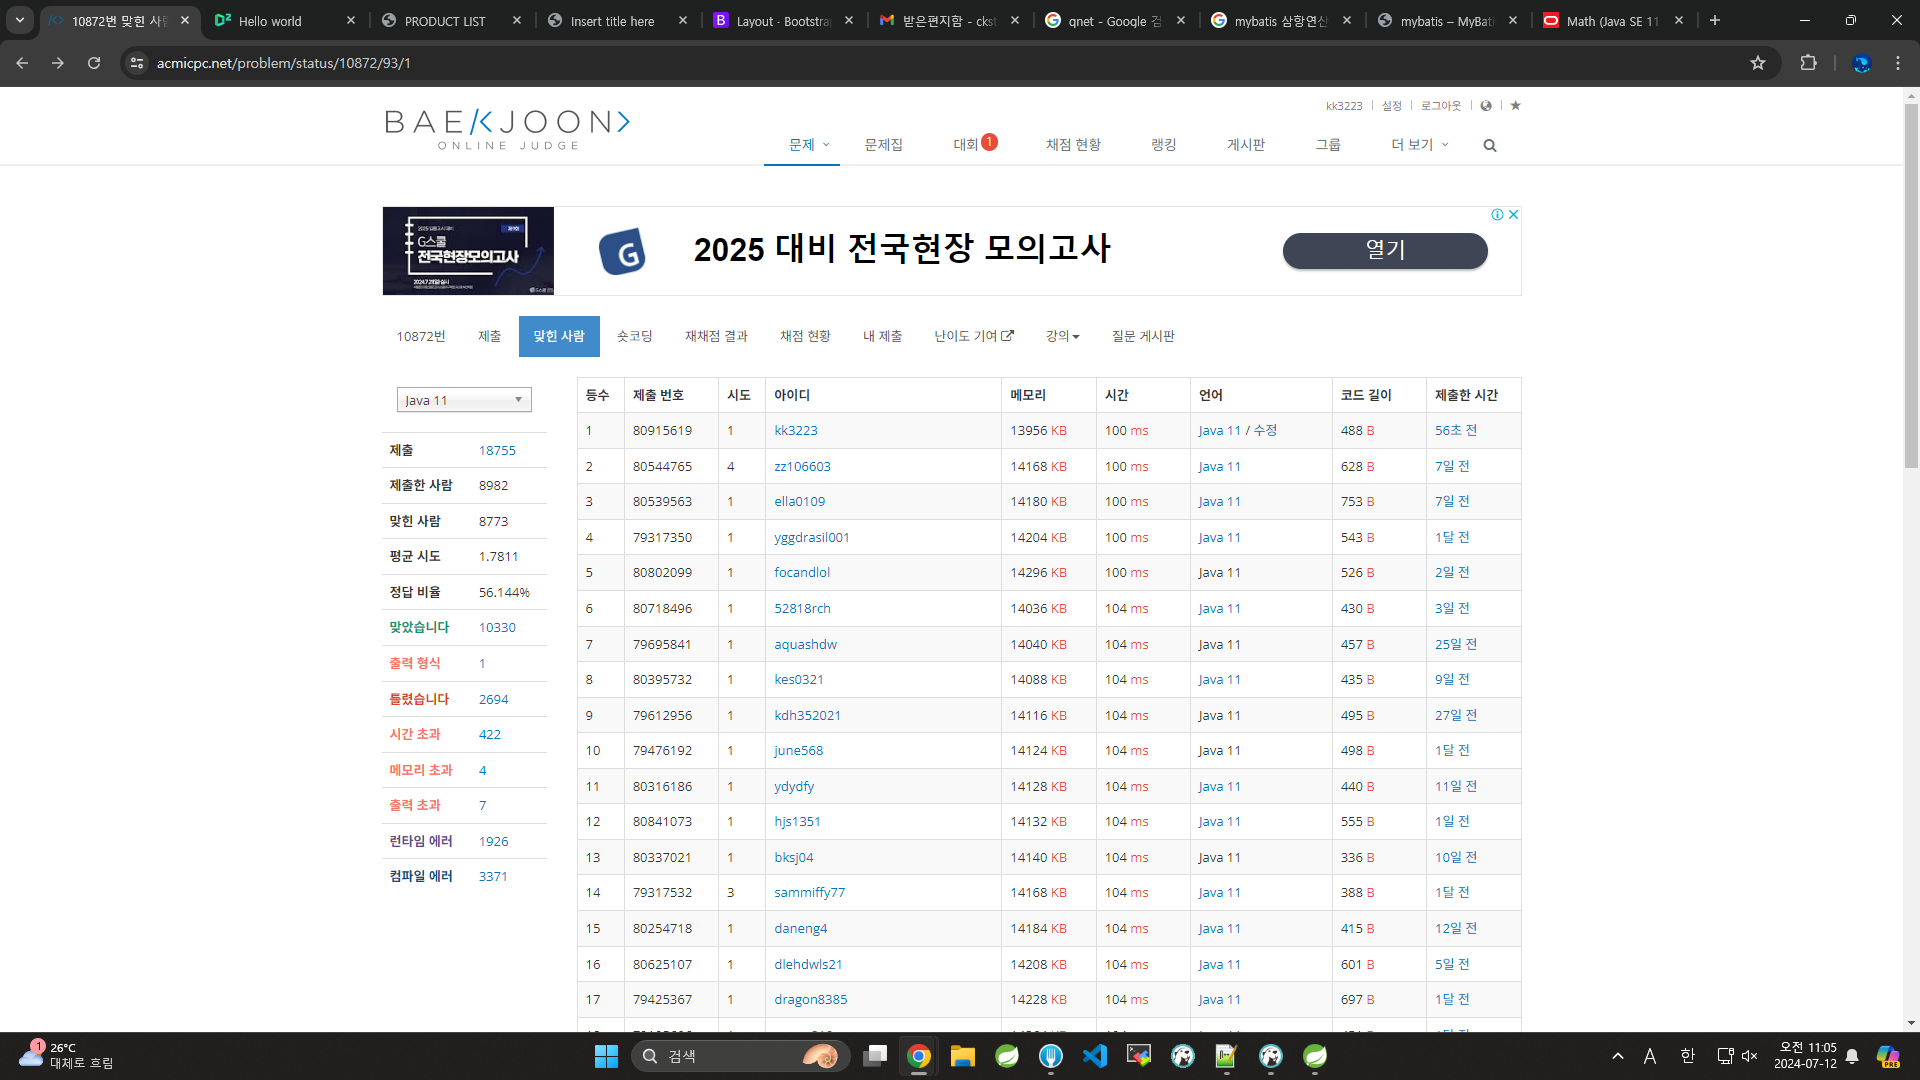 10872번 맞힌 사람
Hello world
PRODUCT LIST
Insert title here
Layout · Bootstrap
받은편지함 - ckst
qnet - Google 검
mybatis 삼항연산
mybatis – MyBati
Math (Java SE 11
acmicpc.net/problem/status/10872/93/1
kk3223 | 설정 | 로그아웃
BAEKJOON
ONLINE JUDGE
문제 문제집 대회 1 채점 현황 랭킹 게시판 그룹 더 보기
G스쿨
전국현장모의고사
2025 대비 전국현장 모의고사
열기
10872번 제출 맞힌 사람 숏코딩 재채점 결과 채점 현황 내 제출 난이도 기여 강의 질문 게시판
Java 11
제출 18755
제출한 사람 8982
맞힌 사람 8773
평균 시도 1.7811
정답 비율 56.144%
맞았습니다 10330
출력 형식 1
틀렸습니다 2694
시간 초과 422
메모리 초과 4
출력 초과 7
런타임 에러 1926
컴파일 에러 3371
등수 제출 번호 시도 아이디 메모리 시간 언어 코드 길이 제출한 시간
1 80915619 1 kk3223 13956 KB 100 ms Java 11 / 수정 488 B 56초 전
2 80544765 4 zz106603 14168 KB 100 ms Java 11 628 B 7일 전
3 80539563 1 ella0109 14180 KB 100 ms Java 11 753 B 7일 전
4 79317350 1 yggdrasil001 14204 KB 100 ms Java 11 543 B 1달 전
5 80802099 1 focandlol 14296 KB 100 ms Java 11 526 B 2일 전
6 80718496 1 52818rch 14036 KB 104 ms Java 11 430 B 3일 전
7 79695841 1 aquashdw 14040 KB 104 ms Java 11 457 B 25일 전
8 80395732 1 kes0321 14088 KB 104 ms Java 11 435 B 9일 전
9 79612956 1 kdh352021 14116 KB 104 ms Java 11 495 B 27일 전
10 79476192 1 june568 14124 KB 104 ms Java 11 498 B 1달 전
11 80316186 1 ydydfy 14128 KB 104 ms Java 11 440 B 11일 전
12 80841073 1 hjs1351 14132 KB 104 ms Java 11 555 B 1일 전
13 80337021 1 bksj04 14140 KB 104 ms Java 11 336 B 10일 전
14 79317532 3 sammiffy77 14168 KB 104 ms Java 11 388 B 1달 전
15 80254718 1 daneng4 14184 KB 104 ms Java 11 415 B 12일 전
16 80625107 1 dlehdwls21 14208 KB 104 ms Java 11 601 B 5일 전
17 79425367 1 dragon8385 14228 KB 104 ms Java 11 697 B 1달 전
1
26°C
대체로 흐림
검색
A 한
오전 11:05
2024-07-12
PRE